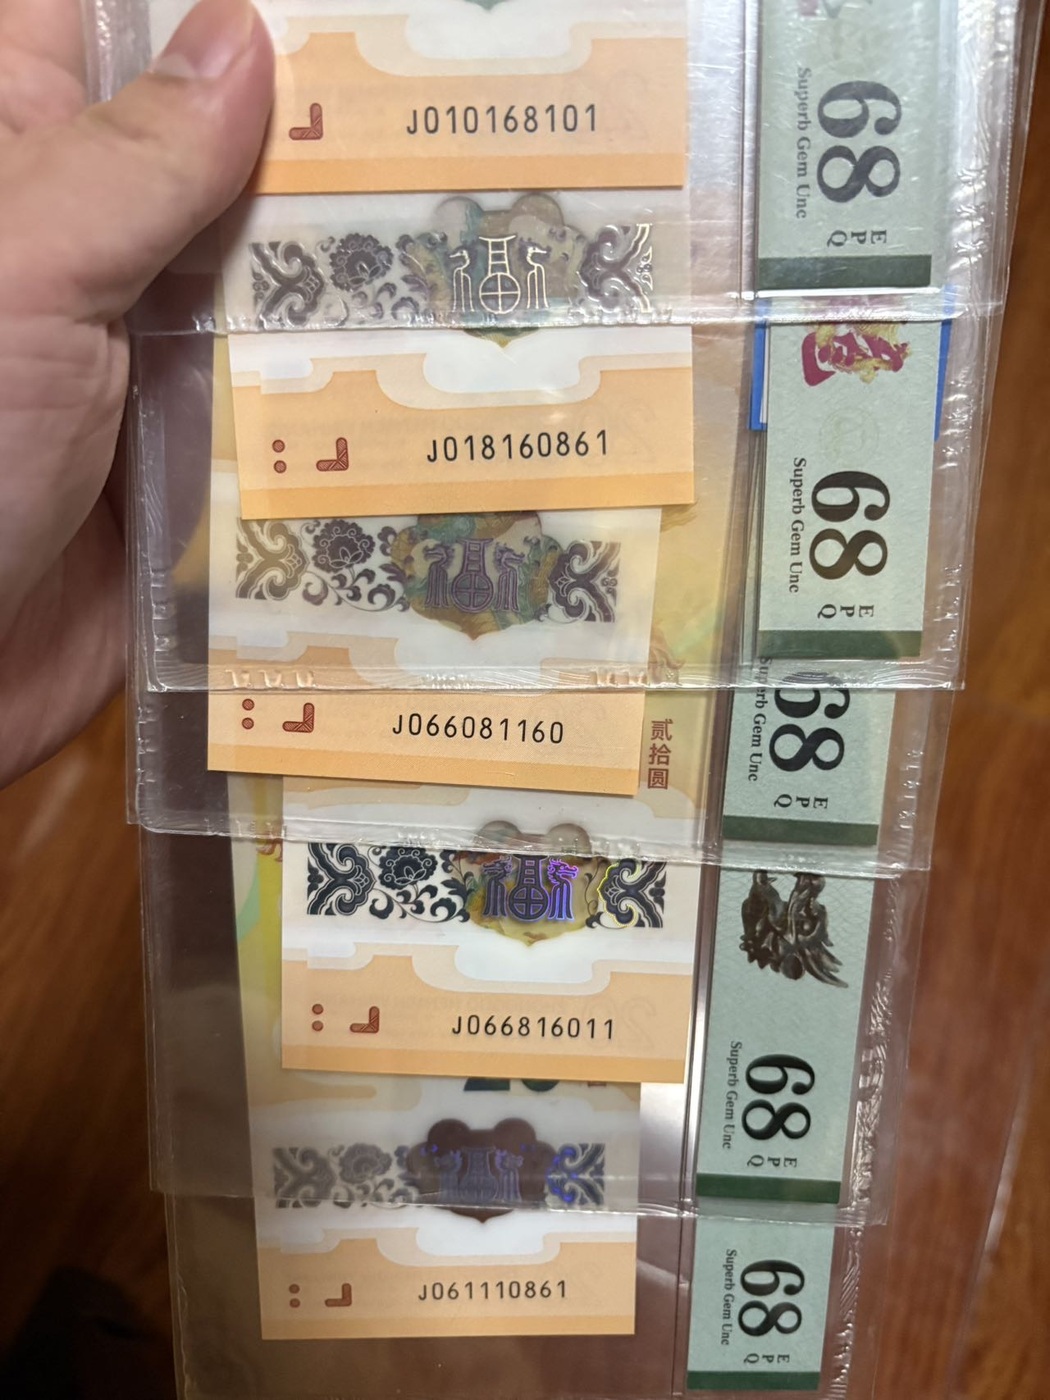 J010168101
68
Superb Gem Unc
EPQ
J018160861
68
Superb Gem Unc
EPQ
J066081160
贰拾圆
68
Superb Gem Unc
EPQ
J066816011
68
Superb Gem Unc
EPQ
J061110861
68
Superb Gem Unc
EPQ